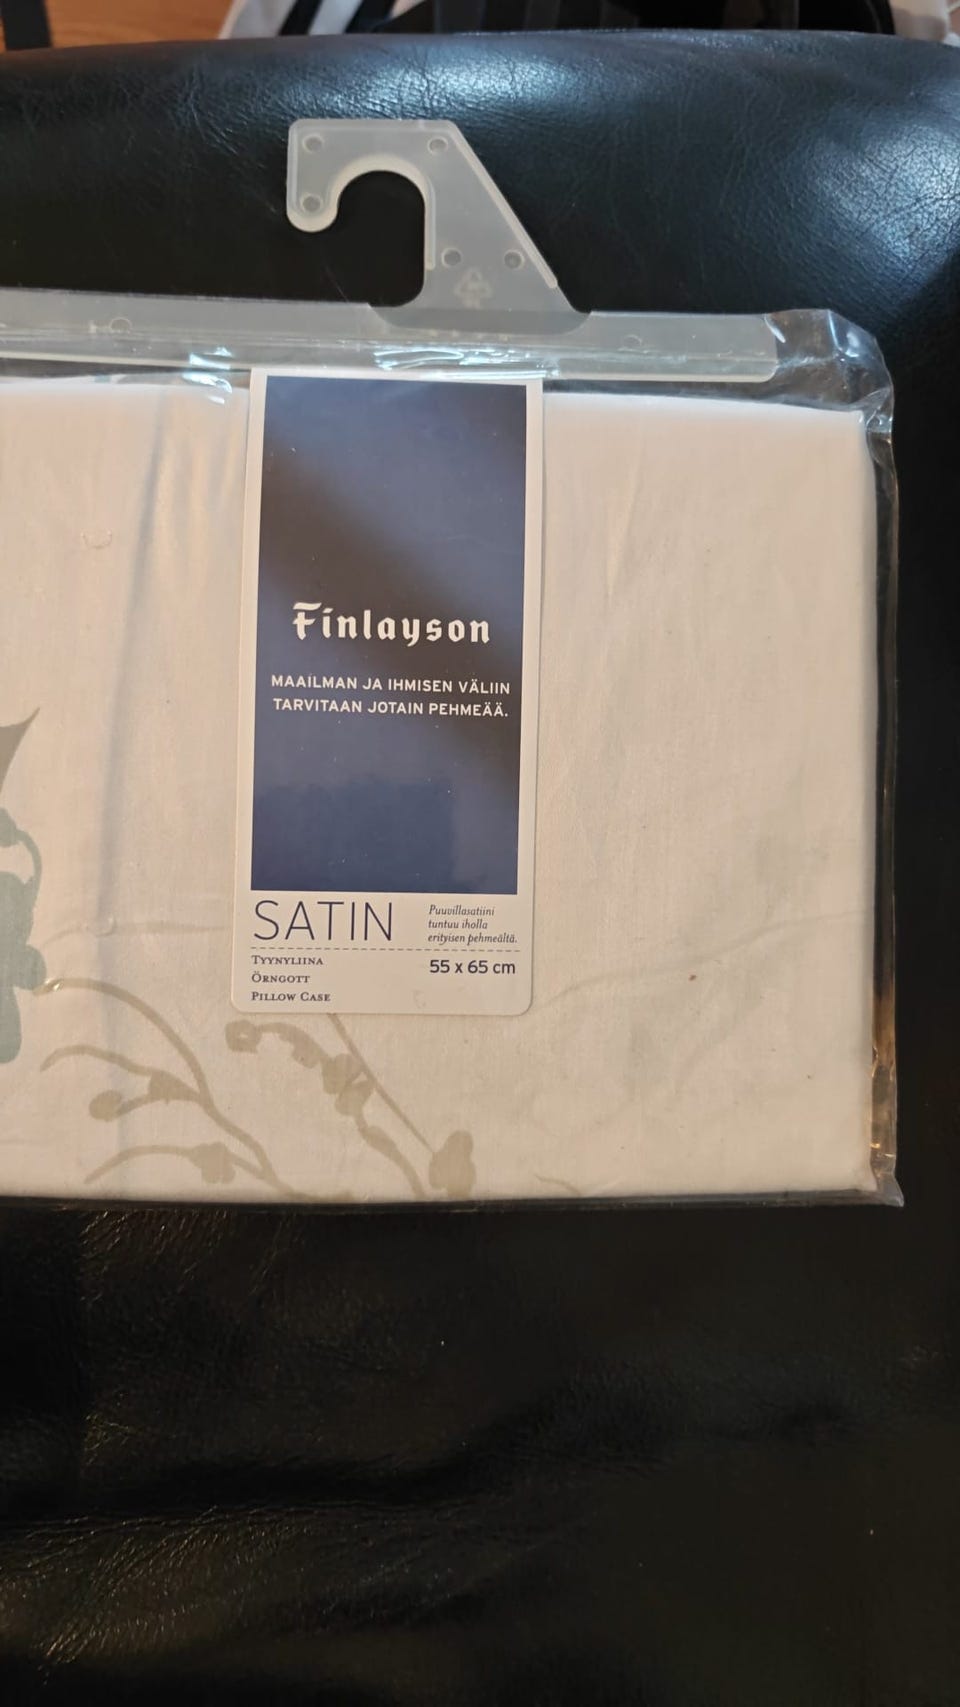 Finlayson
MAAILMAN JA IHMISEN VÄLIIN
TARVITAAN JOTAIN PEHMEÄÄ.
SATIN
Puuvillasatiini
tuntuu iholla
erityisen pehmeältä.
TYYNYLIINA
ÖRNGOTT
PILLOW CASE
55 x 65 cm